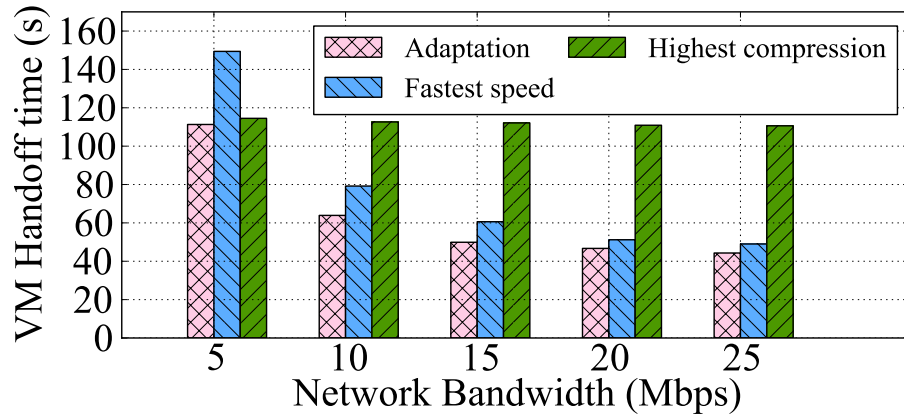 VM Handoff time (s)
160
140
120
100
80
60
40
20
0
Adaptation
Highest compression
Fastest speed
5 10 15 20 25
Network Bandwidth (Mbps)